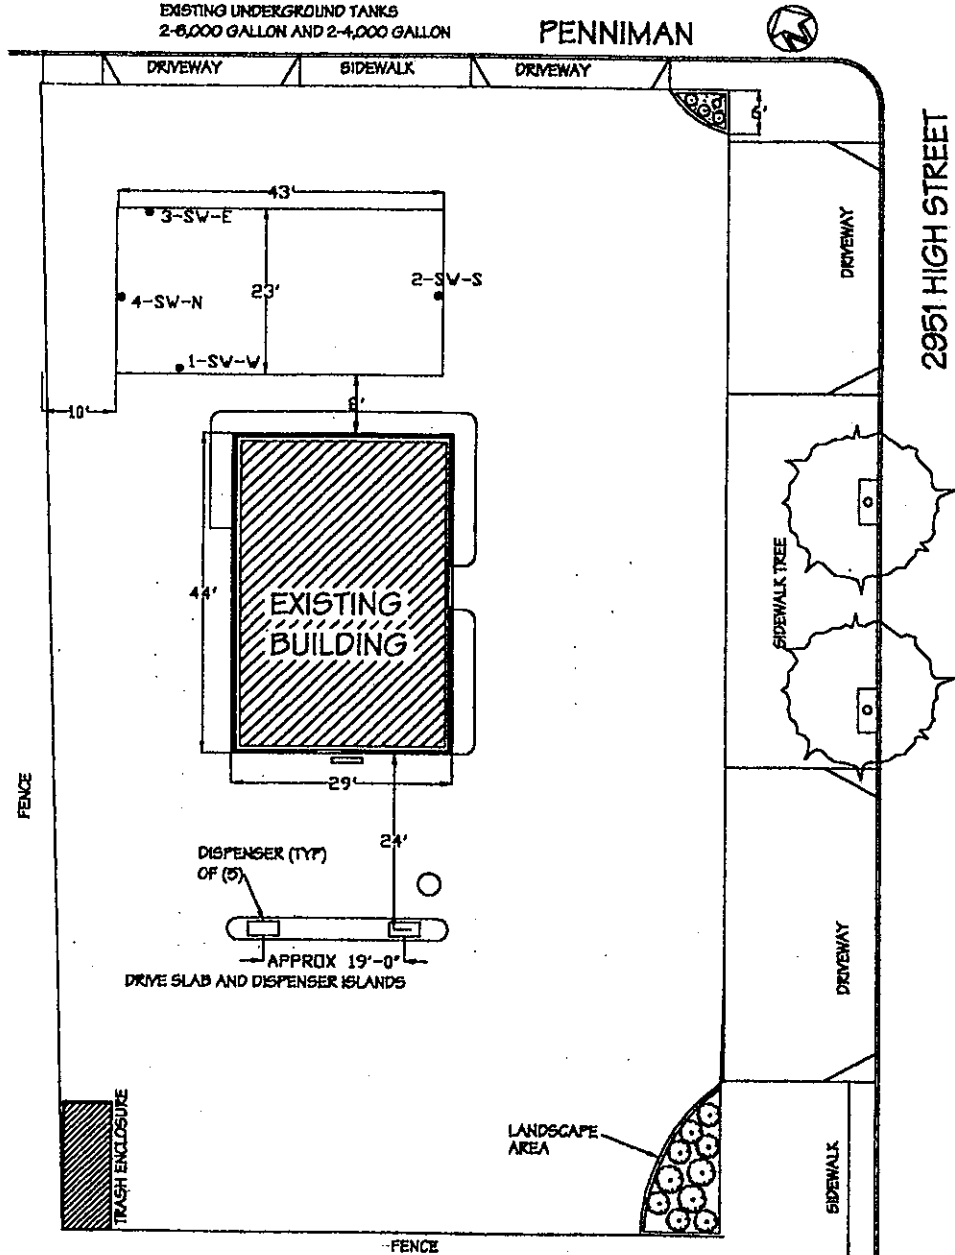 EXISTING UNDERGROUND TANKS
2-6,000 GALLON AND 2-4,000 GALLON
PENNIMAN
N
DRIVEWAY
SIDEWALK
DRIVEWAY
6'
2951 HIGH STREET
43'
3-SW-E
DRIVEWAY
23'
2-SW-S
4-SW-N
1-SW-W
10'
8'
44'
EXISTING
BUILDING
SIDEWALK TREE
29'
FENCE
24'
DISPENSER (TYP)
OF (5)
DRIVEWAY
APPROX 19'-0"
DRIVE SLAB AND DISPENSER ISLANDS
TRASH ENCLOSURE
LANDSCAPE
AREA
SIDEWALK
FENCE